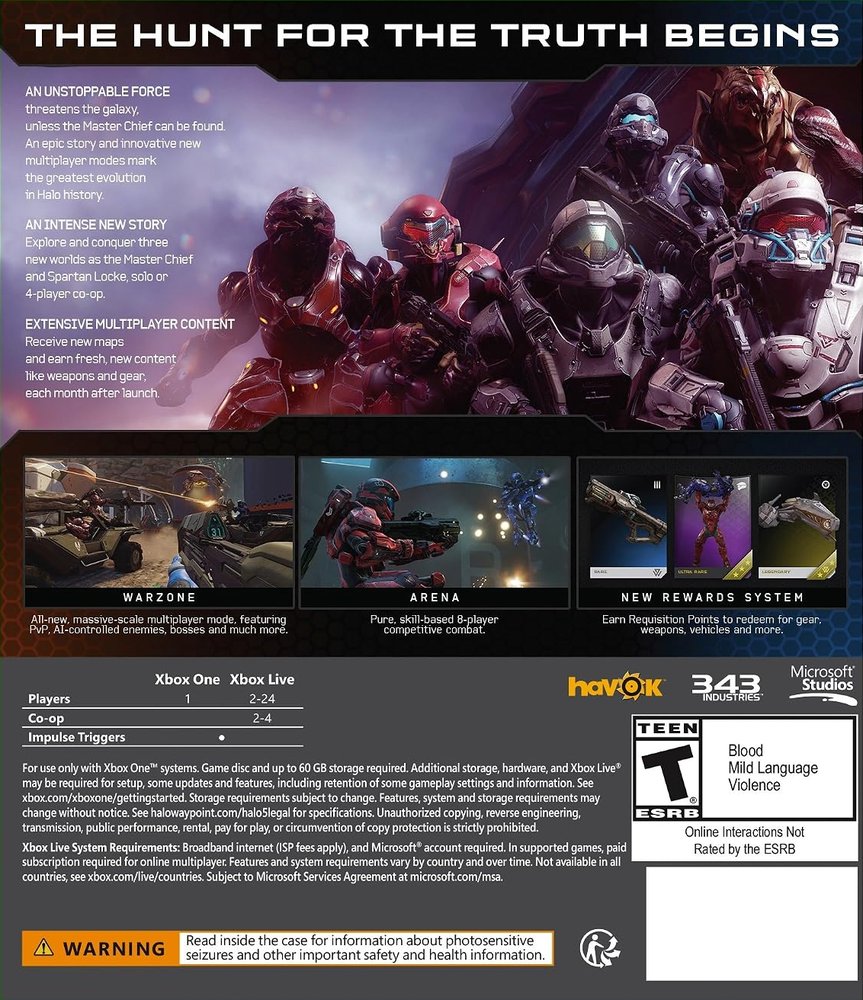 THE HUNT FOR THE TRUTH BEGINS
AN UNSTOPPABLE FORCE
threatens the galaxy,
unless the Master Chief can be found.
An epic story and innovative new
multiplayer modes mark
the greatest evolution
in Halo history.
AN INTENSE NEW STORY
Explore and conquer three
new worlds as the Master Chief
and Spartan Locke, solo or
4-player co-op.
EXTENSIVE MULTIPLAYER CONTENT
Receive new maps
and earn fresh, new content
like weapons and gear,
each month after launch.
WARZONE
All-new, massive-scale multiplayer mode, featuring
PvP, AI-controlled enemies, bosses and much more.
ARENA
Pure, skill-based 8-player
competitive combat.
RARE
ULTRA RARE
LEGENDARY
NEW REWARDS SYSTEM
Earn Requisition Points to redeem for gear,
weapons, vehicles and more.
Xbox One Xbox Live
Players 1 2-24
Co-op 2-4
Impulse Triggers •
havok
343
INDUSTRIES™
Microsoft®
Studios
For use only with Xbox One™ systems. Game disc and up to 60 GB storage required. Additional storage, hardware, and Xbox Live®
may be required for setup, some updates and features, including retention of some gameplay settings and information. See
xbox.com/xboxone/gettingstarted. Storage requirements subject to change. Features, system and storage requirements may
change without notice. See halowaypoint.com/halo5legal for specifications. Unauthorized copying, reverse engineering,
transmission, public performance, rental, pay for play, or circumvention of copy protection is strictly prohibited.
Xbox Live System Requirements: Broadband internet (ISP fees apply), and Microsoft® account required. In supported games, paid
subscription required for online multiplayer. Features and system requirements vary by country and over time. Not available in all
countries, see xbox.com/live/countries. Subject to Microsoft Services Agreement at microsoft.com/msa.
TEEN
T
®
ESRB
Blood
Mild Language
Violence
Online Interactions Not
Rated by the ESRB
WARNING
Read inside the case for information about photosensitive
seizures and other important safety and health information.